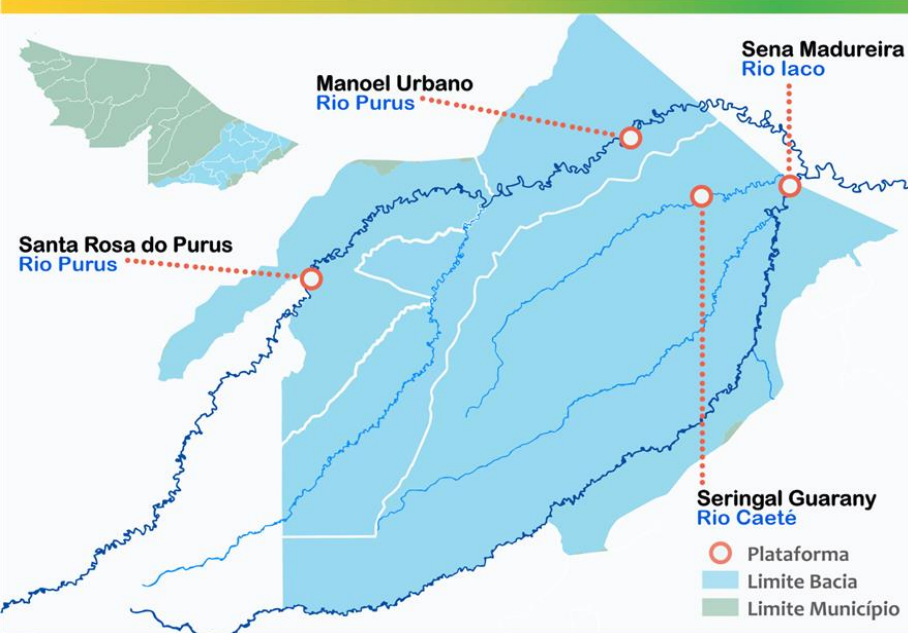 Sena Madureira
Rio Iaco
Manoel Urbano
Rio Purus
Santa Rosa do Purus
Rio Purus
Seringal Guarany
Rio Caeté
Plataforma
Limite Bacia
Limite Município